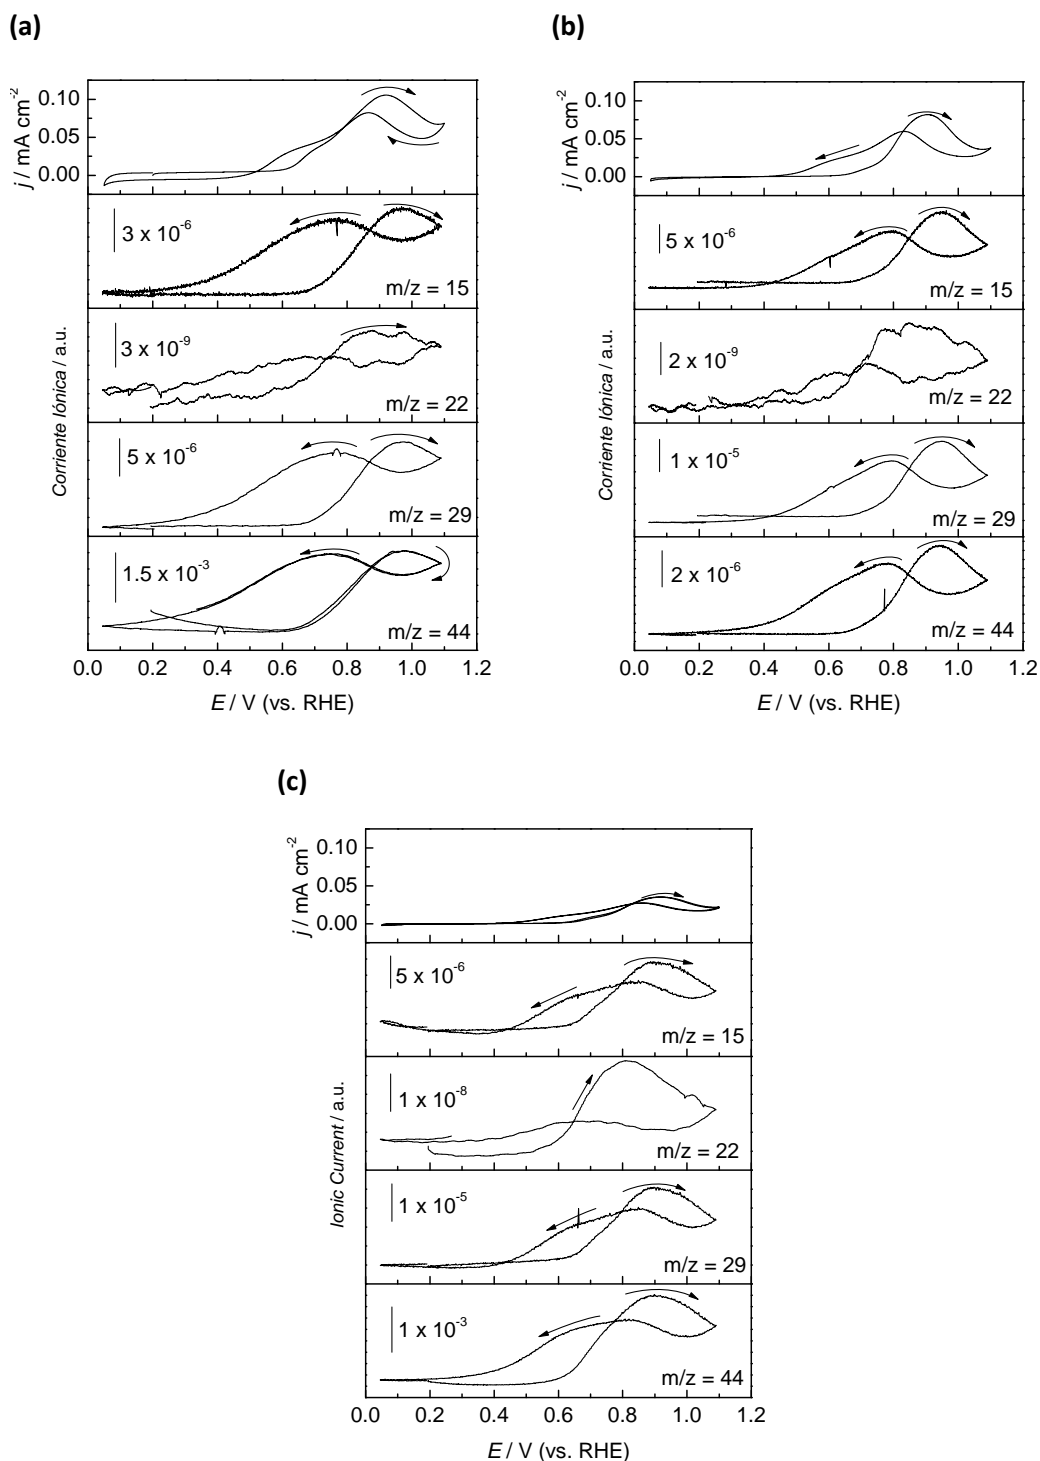 (a)
j / mA cm-2
0.10
0.05
0.00
3 x 10-6
m/z = 15
3 x 10-9
m/z = 22
5 x 10-6
m/z = 29
1.5 x 10-3
m/z = 44
Corriente Iónica / a.u.
0.0 0.2 0.4 0.6 0.8 1.0 1.2
E / V (vs. RHE)
(b)
j / mA cm-2
0.10
0.05
0.00
5 x 10-6
m/z = 15
2 x 10-9
m/z = 22
1 x 10-5
m/z = 29
2 x 10-6
m/z = 44
Corriente Iónica / a.u.
0.0 0.2 0.4 0.6 0.8 1.0 1.2
E / V (vs. RHE)
(c)
j / mA cm-2
0.10
0.05
0.00
5 x 10-6
m/z = 15
1 x 10-8
m/z = 22
1 x 10-5
m/z = 29
1 x 10-3
m/z = 44
Ionic Current / a.u.
0.0 0.2 0.4 0.6 0.8 1.0 1.2
E / V (vs. RHE)